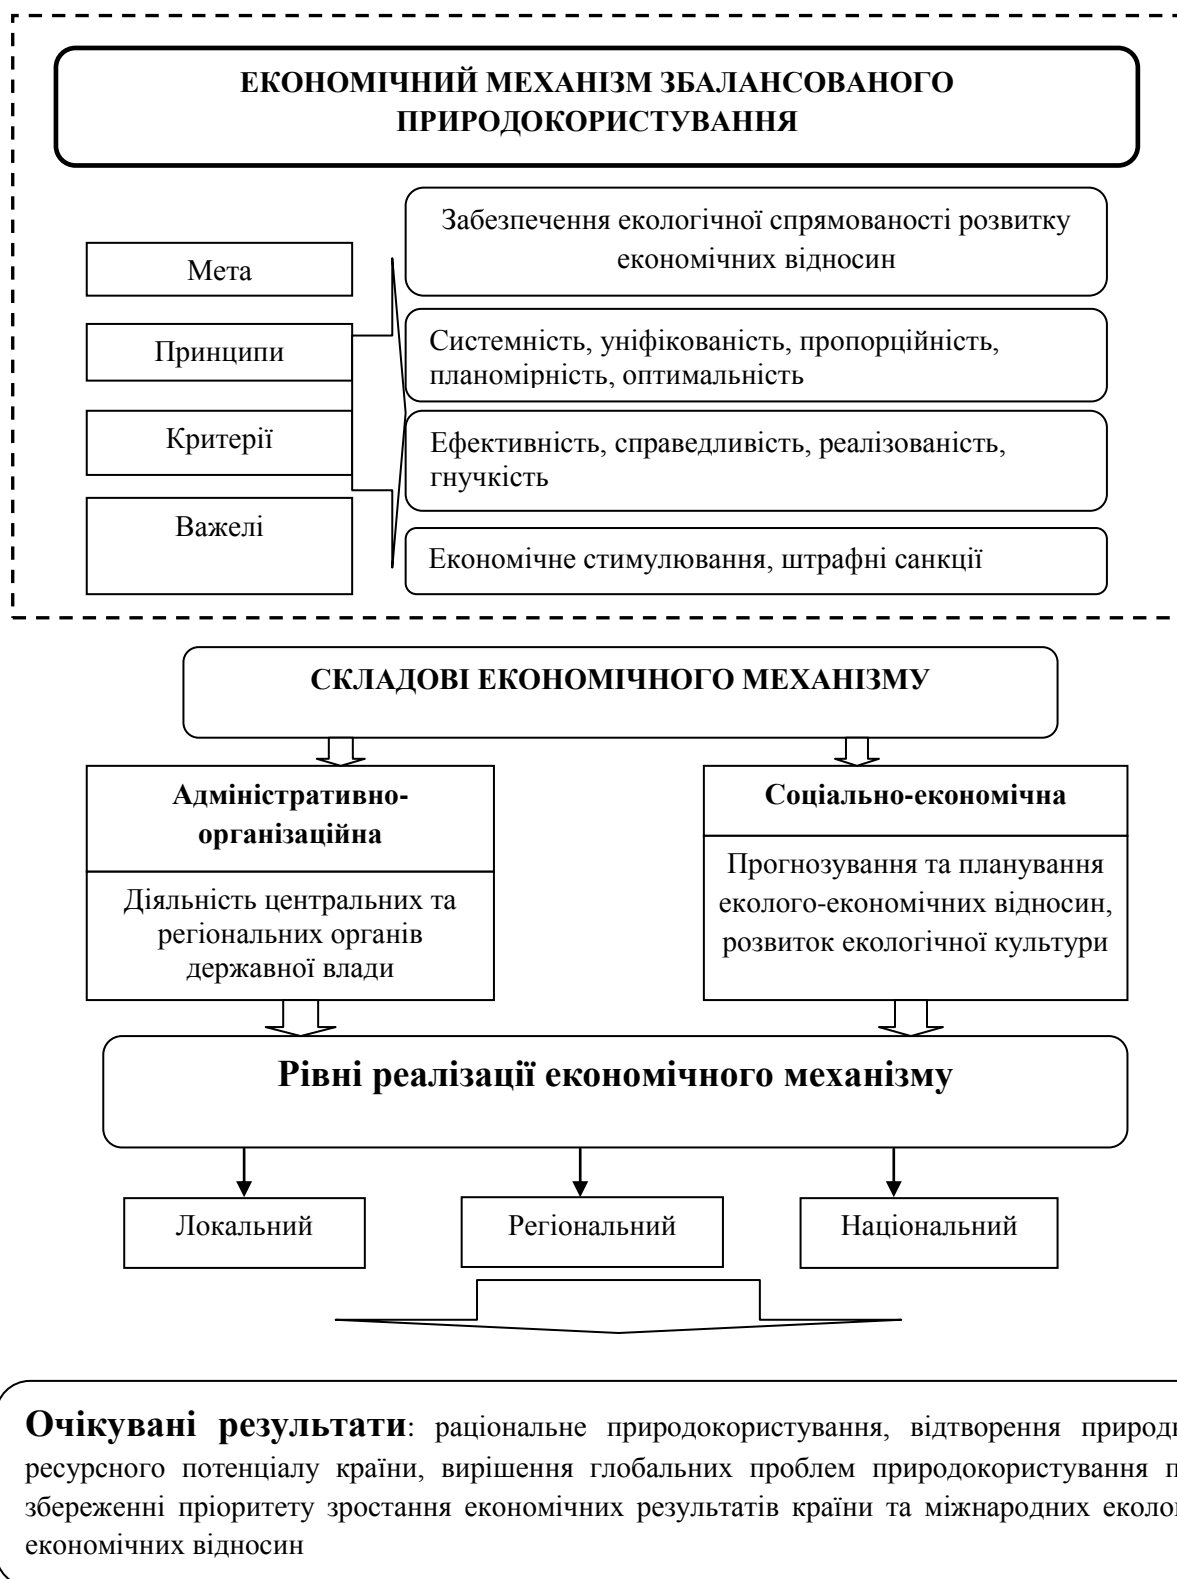 ЕКОНОМІЧНИЙ МЕХАНІЗМ ЗБАЛАНСОВАНОГО
ПРИРОДОКОРИСТУВАННЯ
Мета
Забезпечення екологічної спрямованості розвитку
економічних відносин
Принципи
Системність, уніфікованість, пропорційність,
планомірність, оптимальність
Критерії
Ефективність, справедливість, реалізованість,
гнучкість
Важелі
Економічне стимулювання, штрафні санкції
СКЛАДОВІ ЕКОНОМІЧНОГО МЕХАНІЗМУ
Адміністративно-
організаційна
Діяльність центральних та
регіональних органів
державної влади
Соціально-економічна
Прогнозування та планування
еколого-економічних відносин,
розвиток екологічної культури
Рівні реалізації економічного механізму
Локальний
Регіональний
Національний
Очікувані результати: раціональне природокористування, відтворення
ресурсного потенціалу країни, вирішення глобальних проблем природокористування
збереженні пріоритету зростання економічних результатів країни та міжнародних
економічних відносин